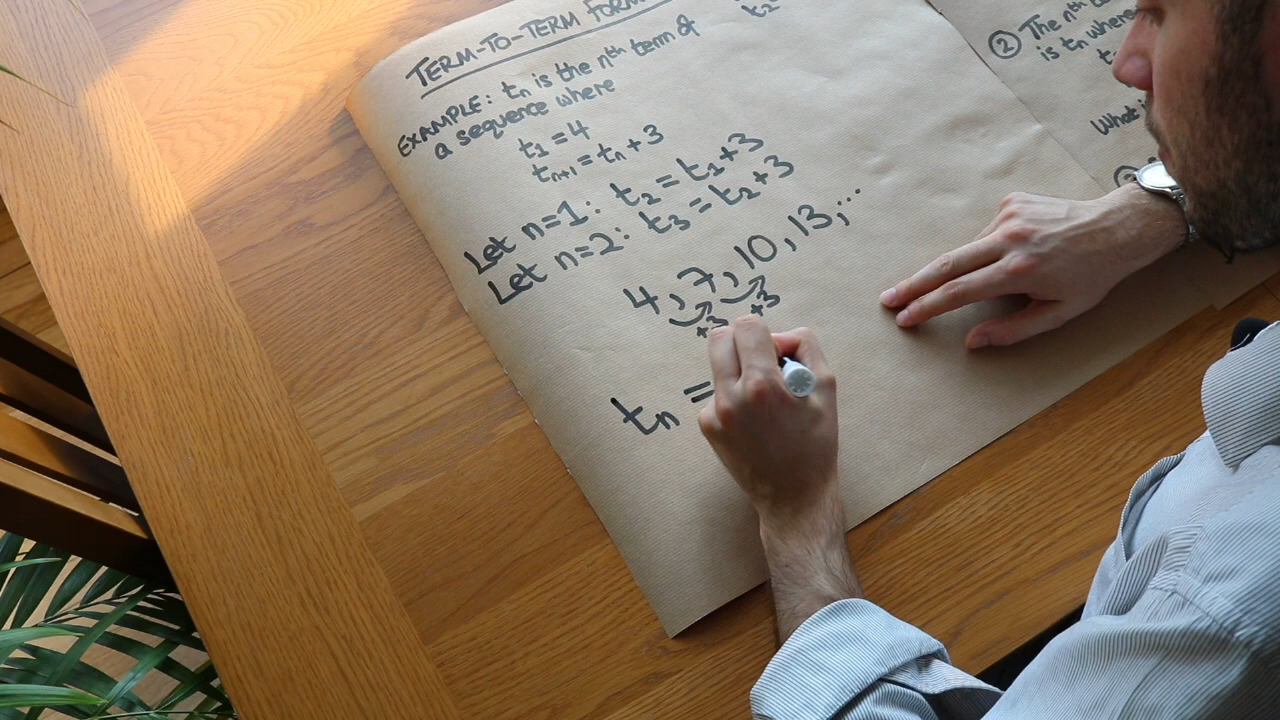 TERM-TO-TERM FORM
EXAMPLE: tn is the nth term of
a sequence where
t1 = 4
tn+1 = tn + 3
Let n=1: t2 = t1+3
Let n=2: t3 = t2+3
4, 7, 10, 13, ...
+3 +3
tn =
t2
② The nth
is tn where
What